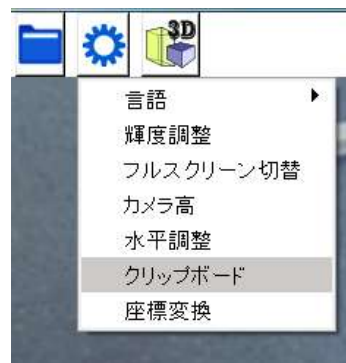 3D
言語
輝度調整
フルスクリーン切替
カメラ高
水平調整
クリップボード
座標変換